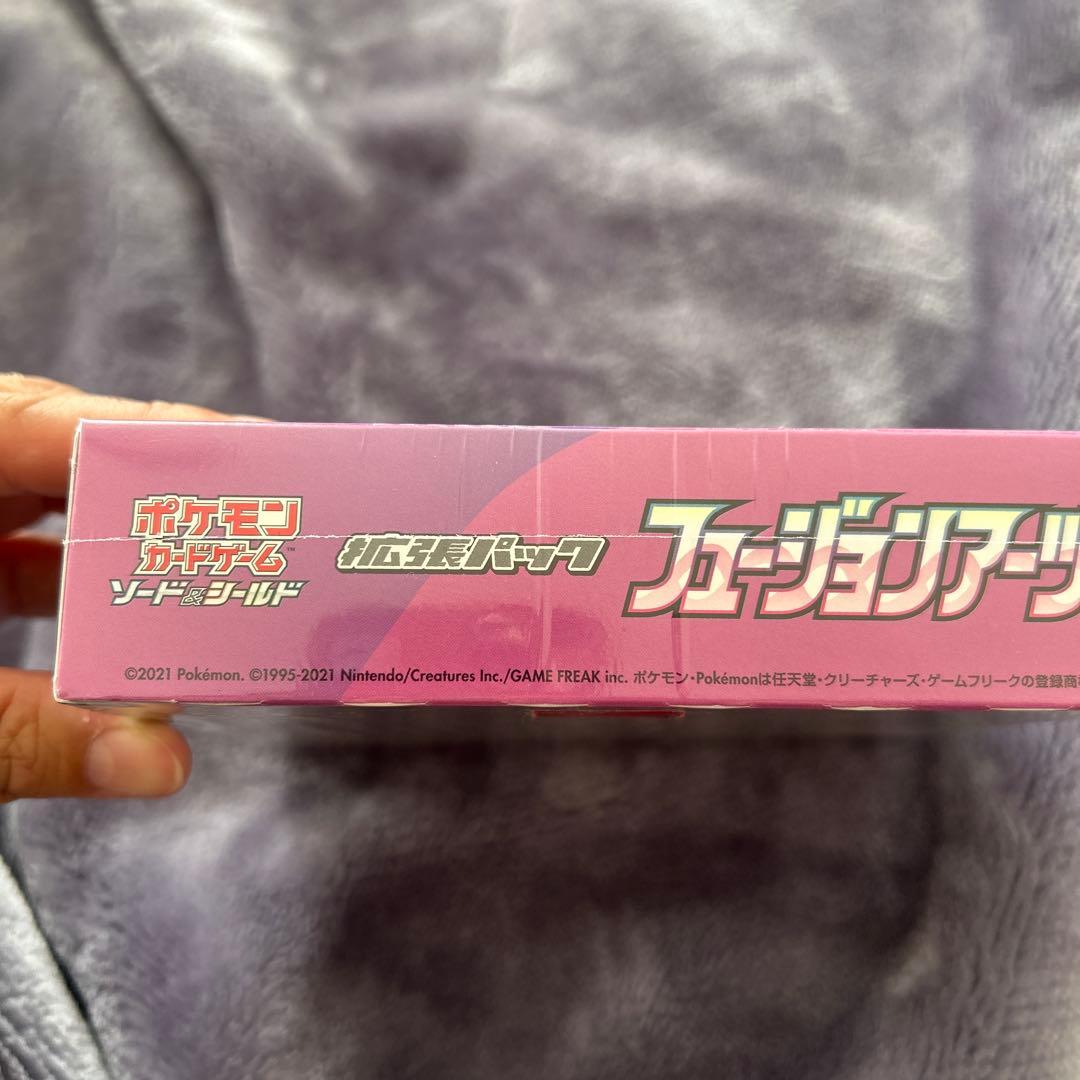 ポケモン
カードゲーム™
ソード&シールド
拡張パック
フュージョンアーツ
©2021 Pokémon. ©1995-2021 Nintendo/Creatures Inc./GAME FREAK inc. ポケモン・Pokémonは任天堂・クリーチャーズ・ゲームフリークの登録商標